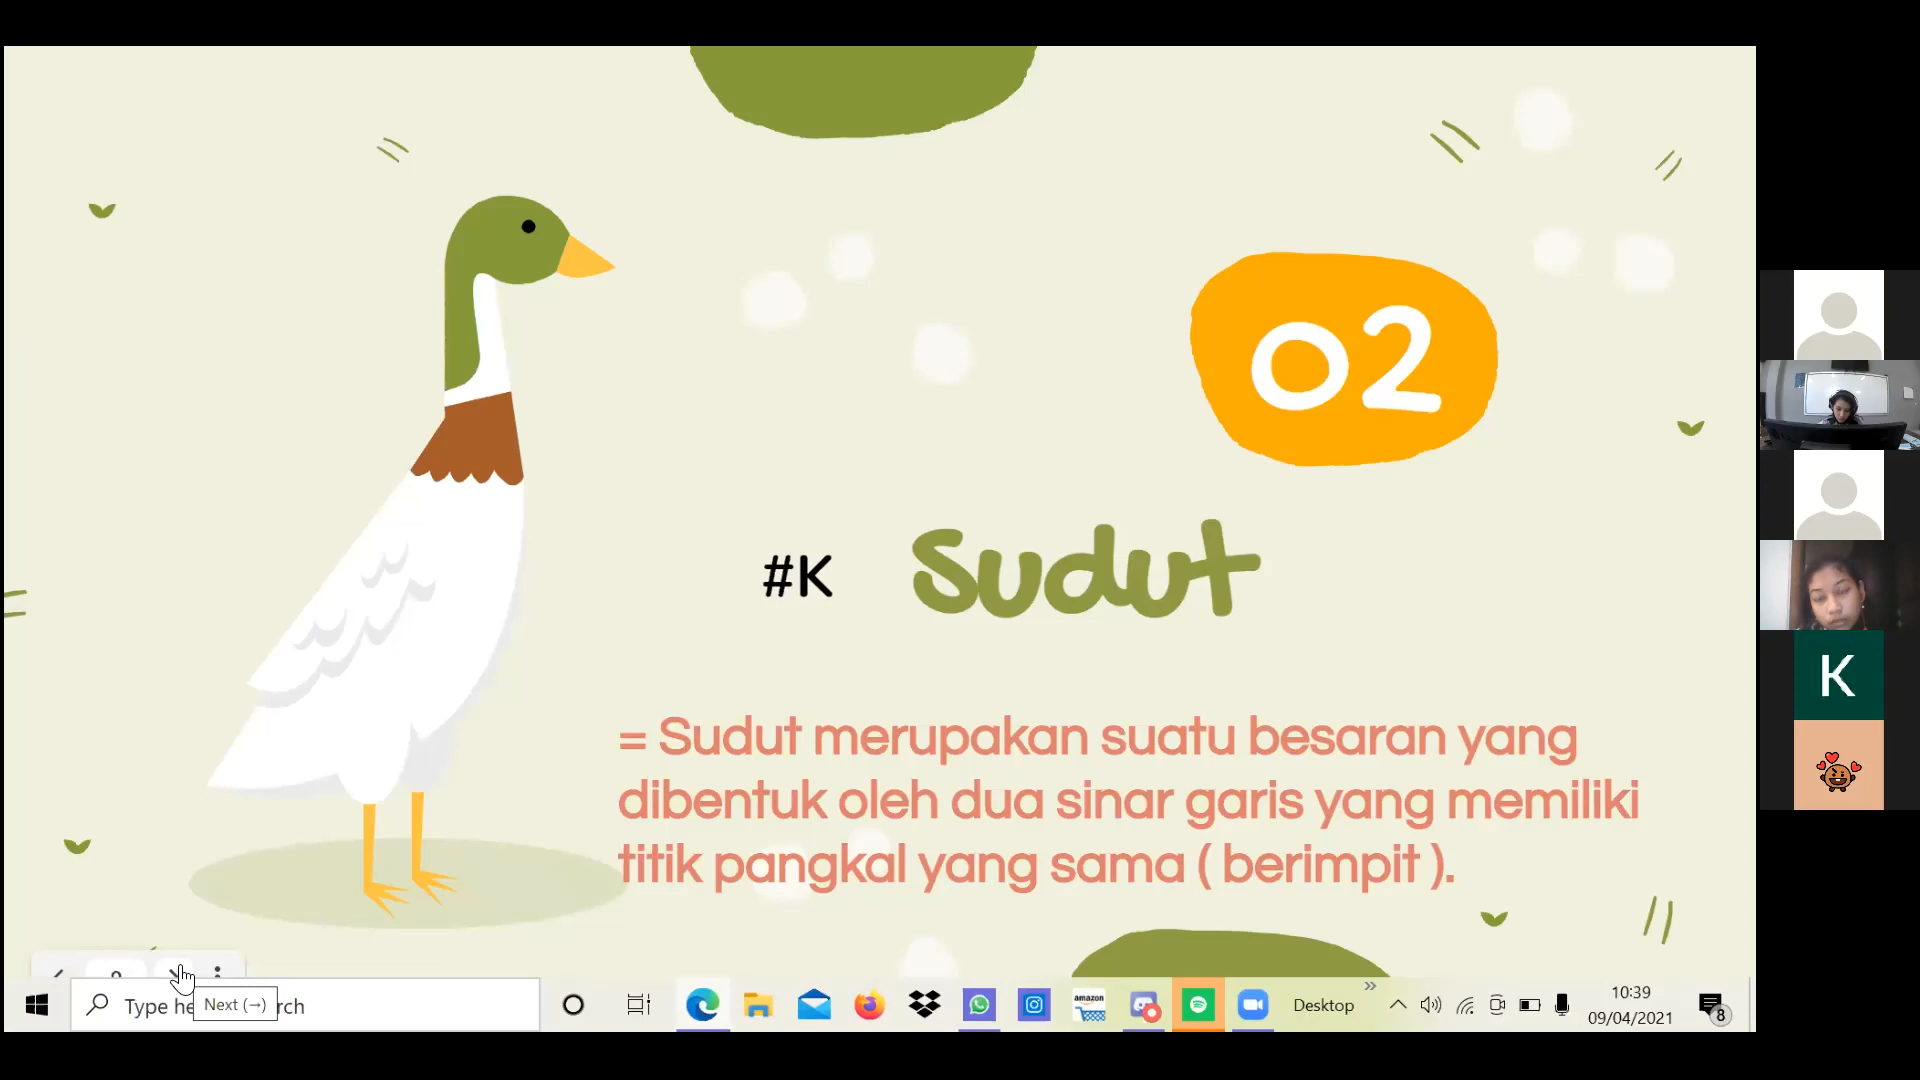 02
#K Sudut
= Sudut merupakan suatu besaran yang
dibentuk oleh dua sinar garis yang memiliki
titik pangkal yang sama ( berimpit ).
K
Type he rch
Next (→)
amazon
Desktop
10:39
09/04/2021
8